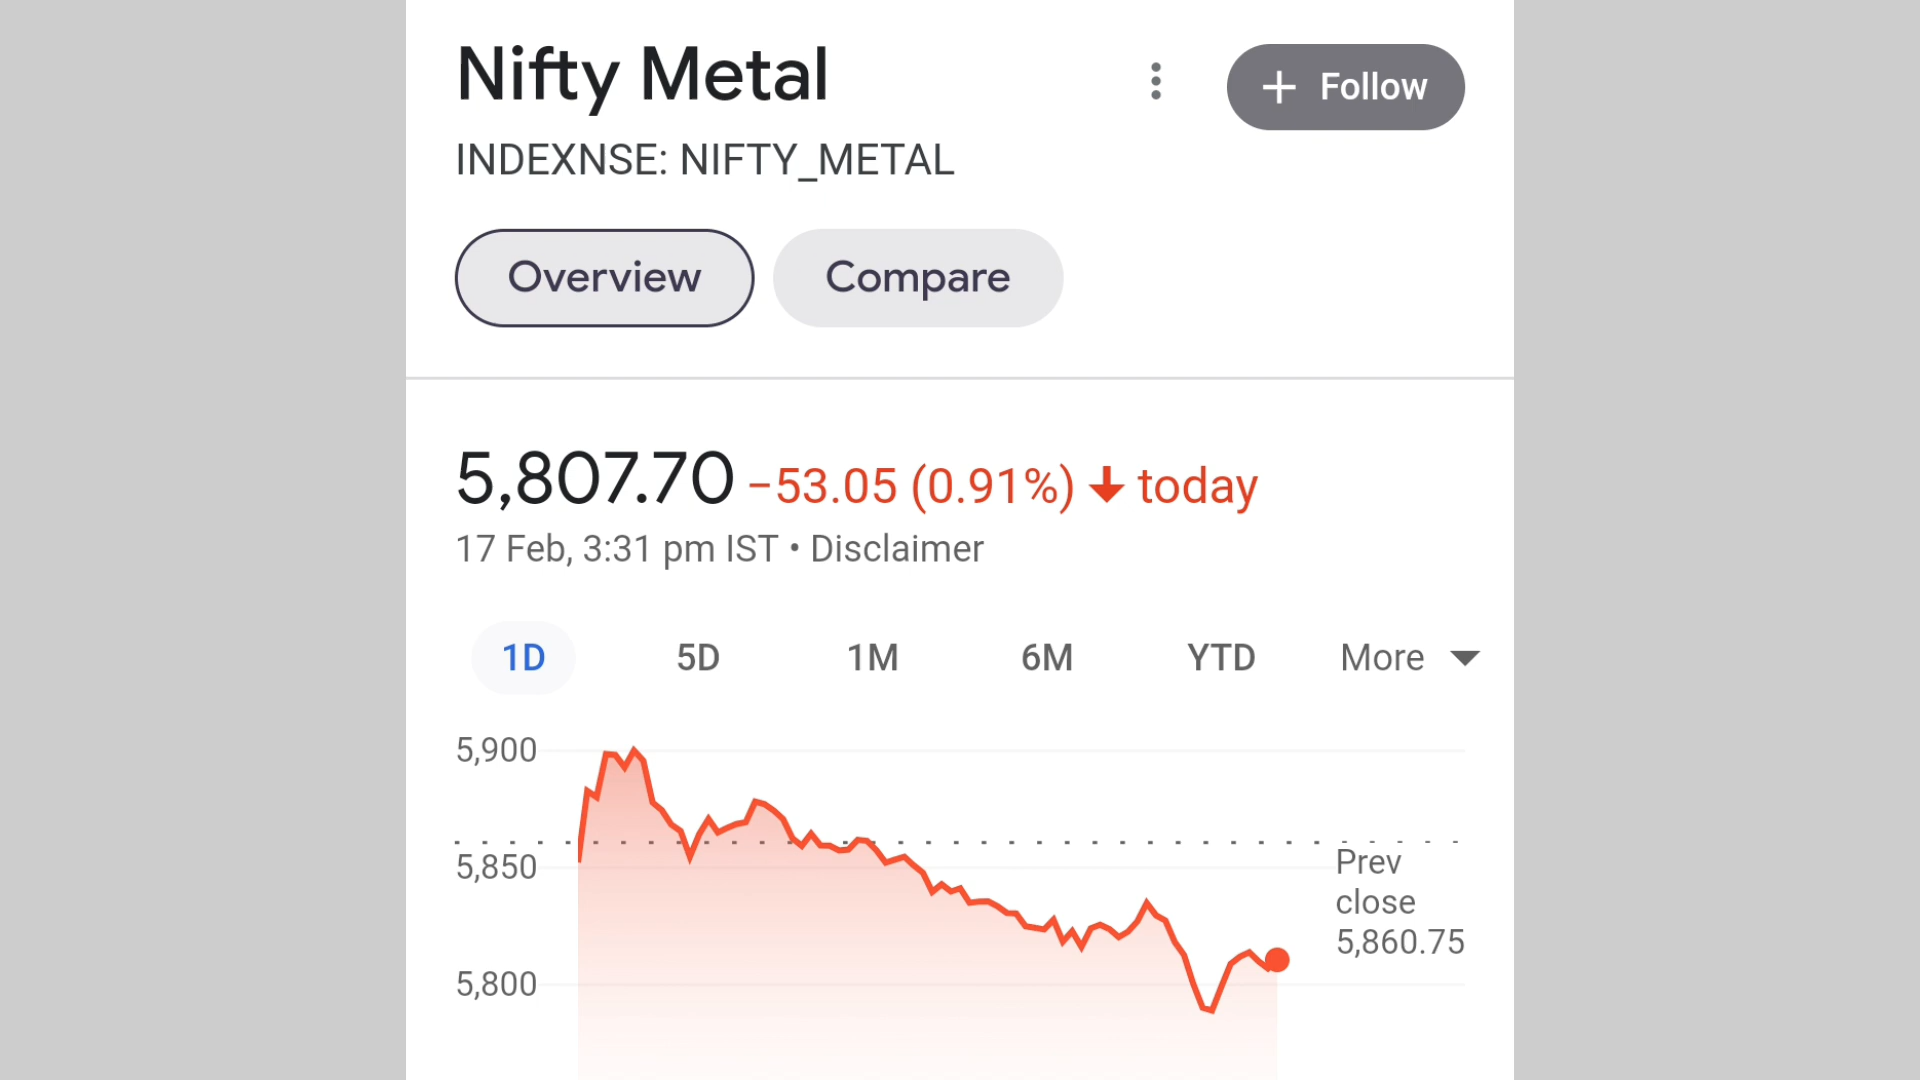 Nifty Metal
+ Follow
INDEXNSE: NIFTY_METAL
Overview
Compare
5,807.70 −53.05 (0.91%) ↓ today
17 Feb, 3:31 pm IST • Disclaimer
1D 5D 1M 6M YTD More
5,900
5,850
5,800
Prev
close
5,860.75